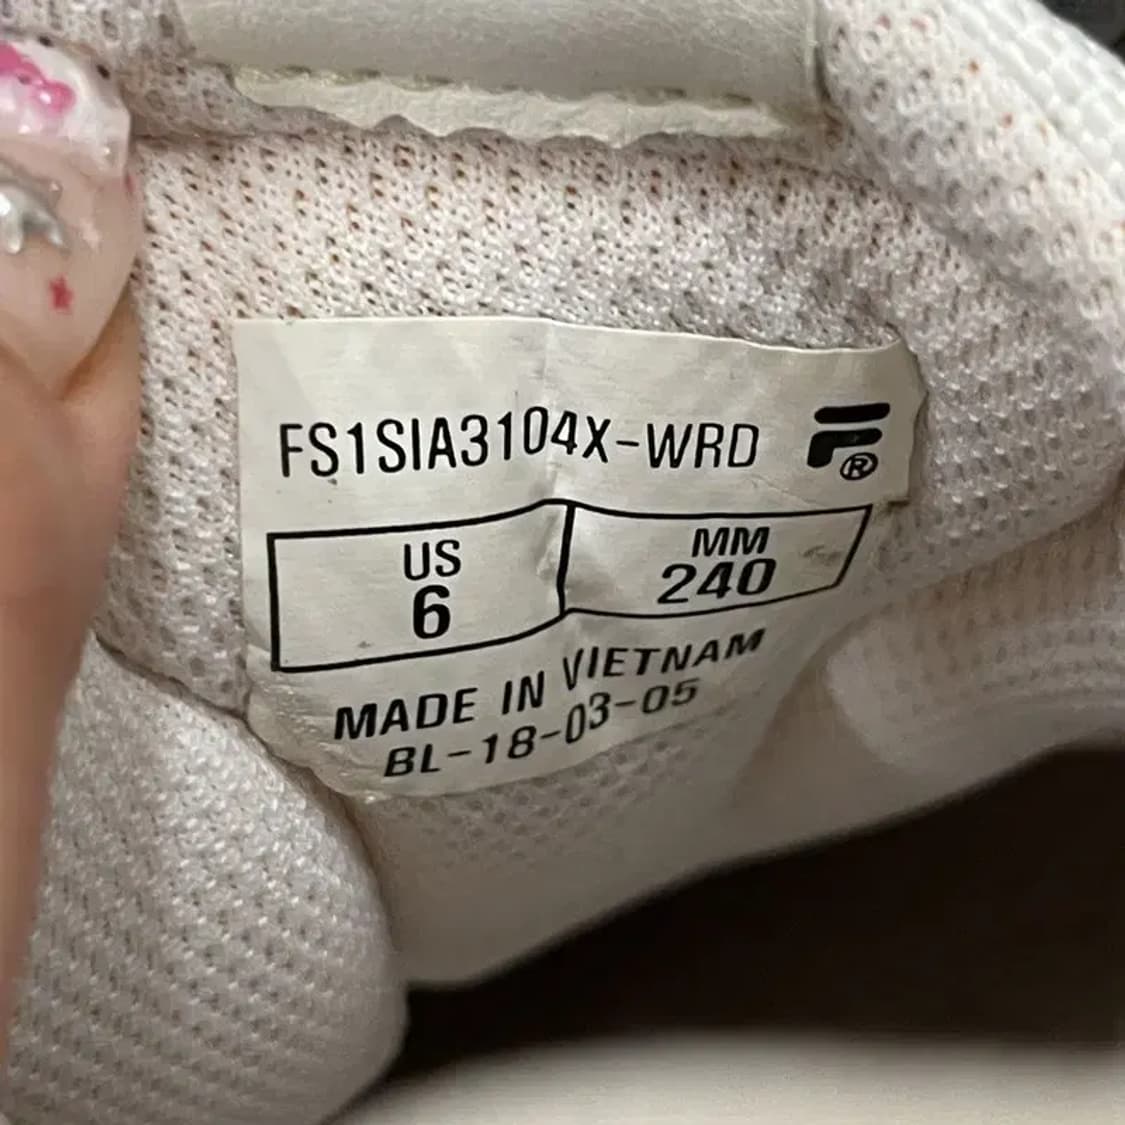 FS1SIA3104X-WRD
US MM
6 240
MADE IN VIETNAM
BL-18-03-05